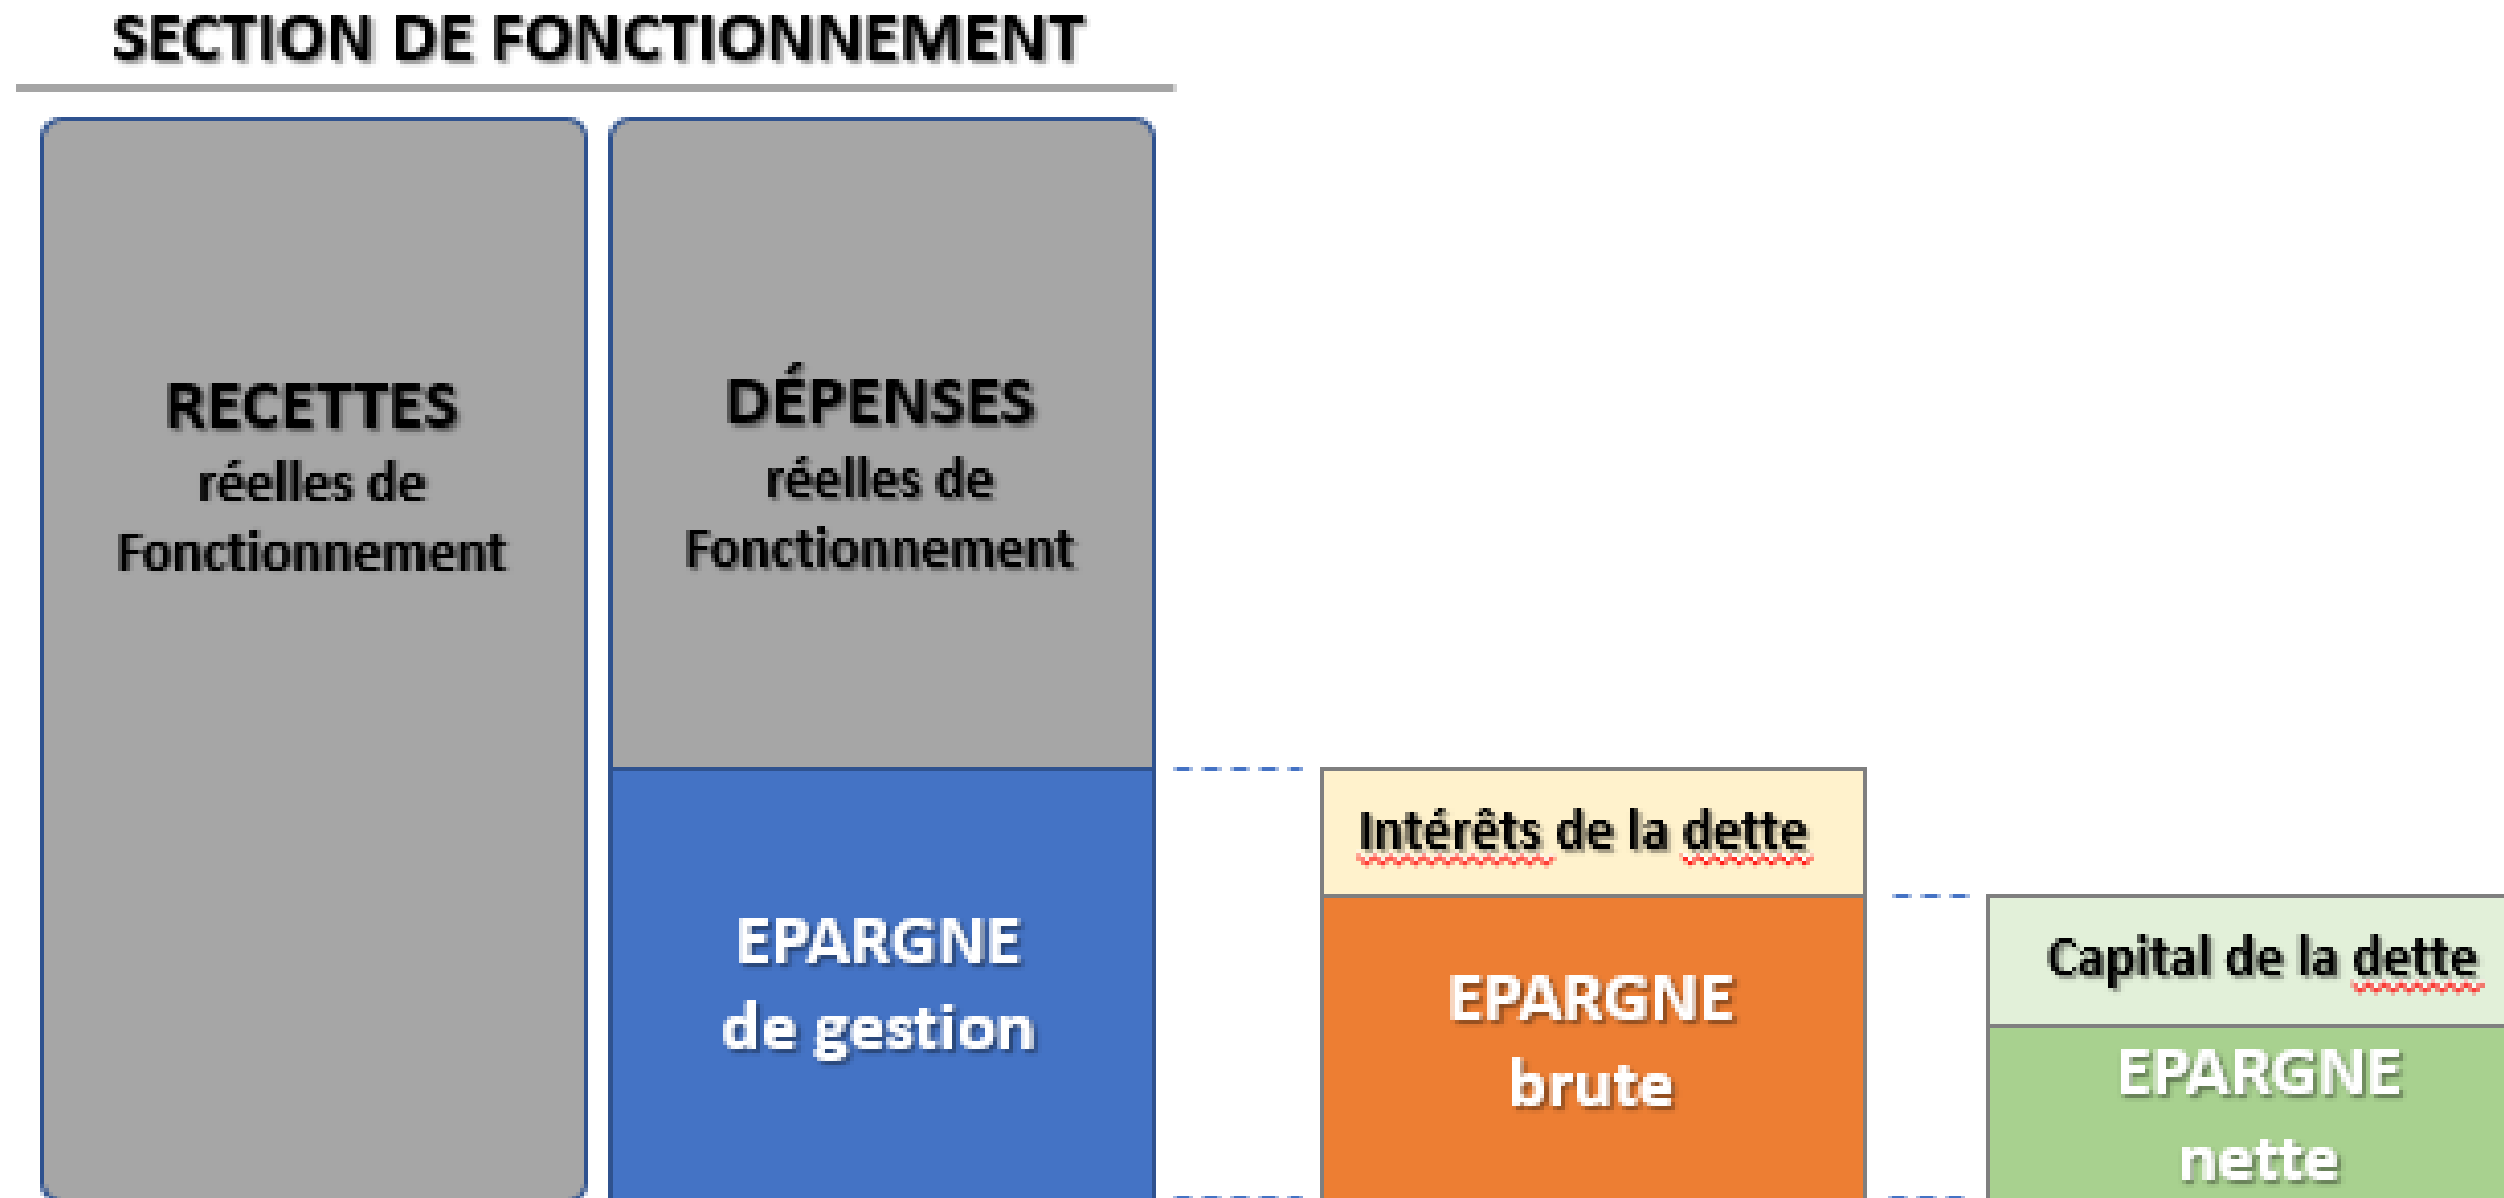 SECTION DE FONCTIONNEMENT
RECETTES
réelles de
Fonctionnement
DÉPENSES
réelles de
Fonctionnement
EPARGNE
de gestion
Intérêts de la dette
EPARGNE
brute
Capital de la dette
EPARGNE
nette